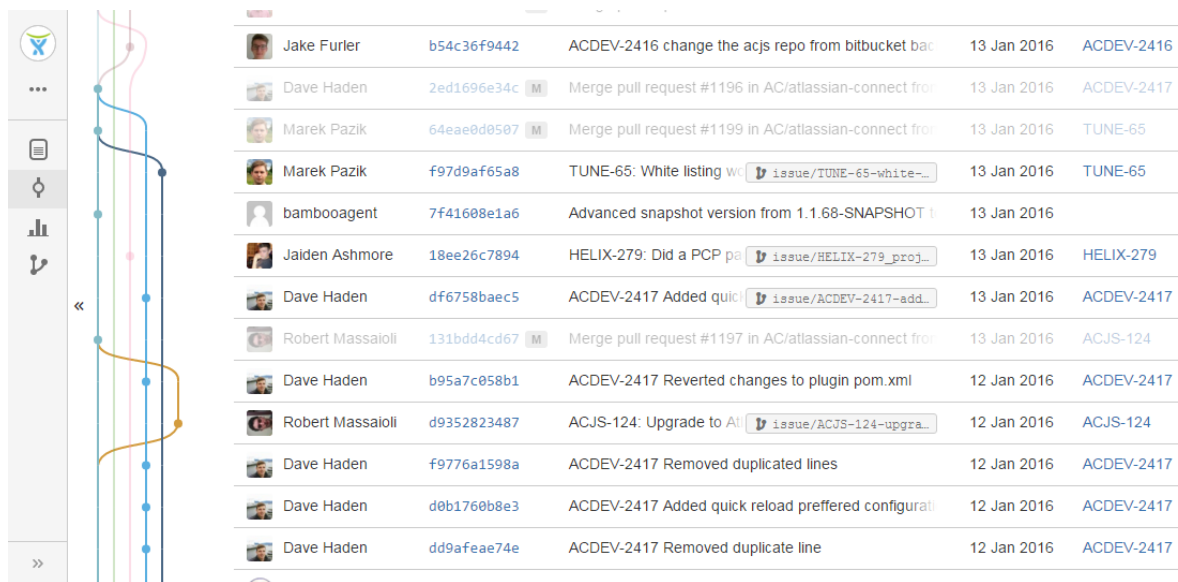 Jake Furler b54c36f9442 ACDEV-2416 change the acjs repo from bitbucket bac 13 Jan 2016 ACDEV-2416
Dave Haden 2ed1696e34c M Merge pull request #1196 in AC/atlassian-connect from 13 Jan 2016 ACDEV-2417
Marek Pazik 64eae0d0507 M Merge pull request #1199 in AC/atlassian-connect from 13 Jan 2016 TUNE-65
Marek Pazik f97d9af65a8 TUNE-65: White listing wo issue/TUNE-65-white-… 13 Jan 2016 TUNE-65
bambooagent 7f41608e1a6 Advanced snapshot version from 1.1.68-SNAPSHOT t 13 Jan 2016
Jaiden Ashmore 18ee26c7894 HELIX-279: Did a PCP pa issue/HELIX-279_proj… 13 Jan 2016 HELIX-279
Dave Haden df6758baec5 ACDEV-2417 Added quic issue/ACDEV-2417-add… 13 Jan 2016 ACDEV-2417
Robert Massaioli 131bdd4cd67 M Merge pull request #1197 in AC/atlassian-connect from 13 Jan 2016 ACJS-124
Dave Haden b95a7c058b1 ACDEV-2417 Reverted changes to plugin pom.xml 12 Jan 2016 ACDEV-2417
Robert Massaioli d9352823487 ACJS-124: Upgrade to At issue/ACJS-124-upgra… 12 Jan 2016 ACJS-124
Dave Haden f9776a1598a ACDEV-2417 Removed duplicated lines 12 Jan 2016 ACDEV-2417
Dave Haden d0b1760b8e3 ACDEV-2417 Added quick reload preffered configurati 12 Jan 2016 ACDEV-2417
Dave Haden dd9afeae74e ACDEV-2417 Removed duplicate line 12 Jan 2016 ACDEV-2417